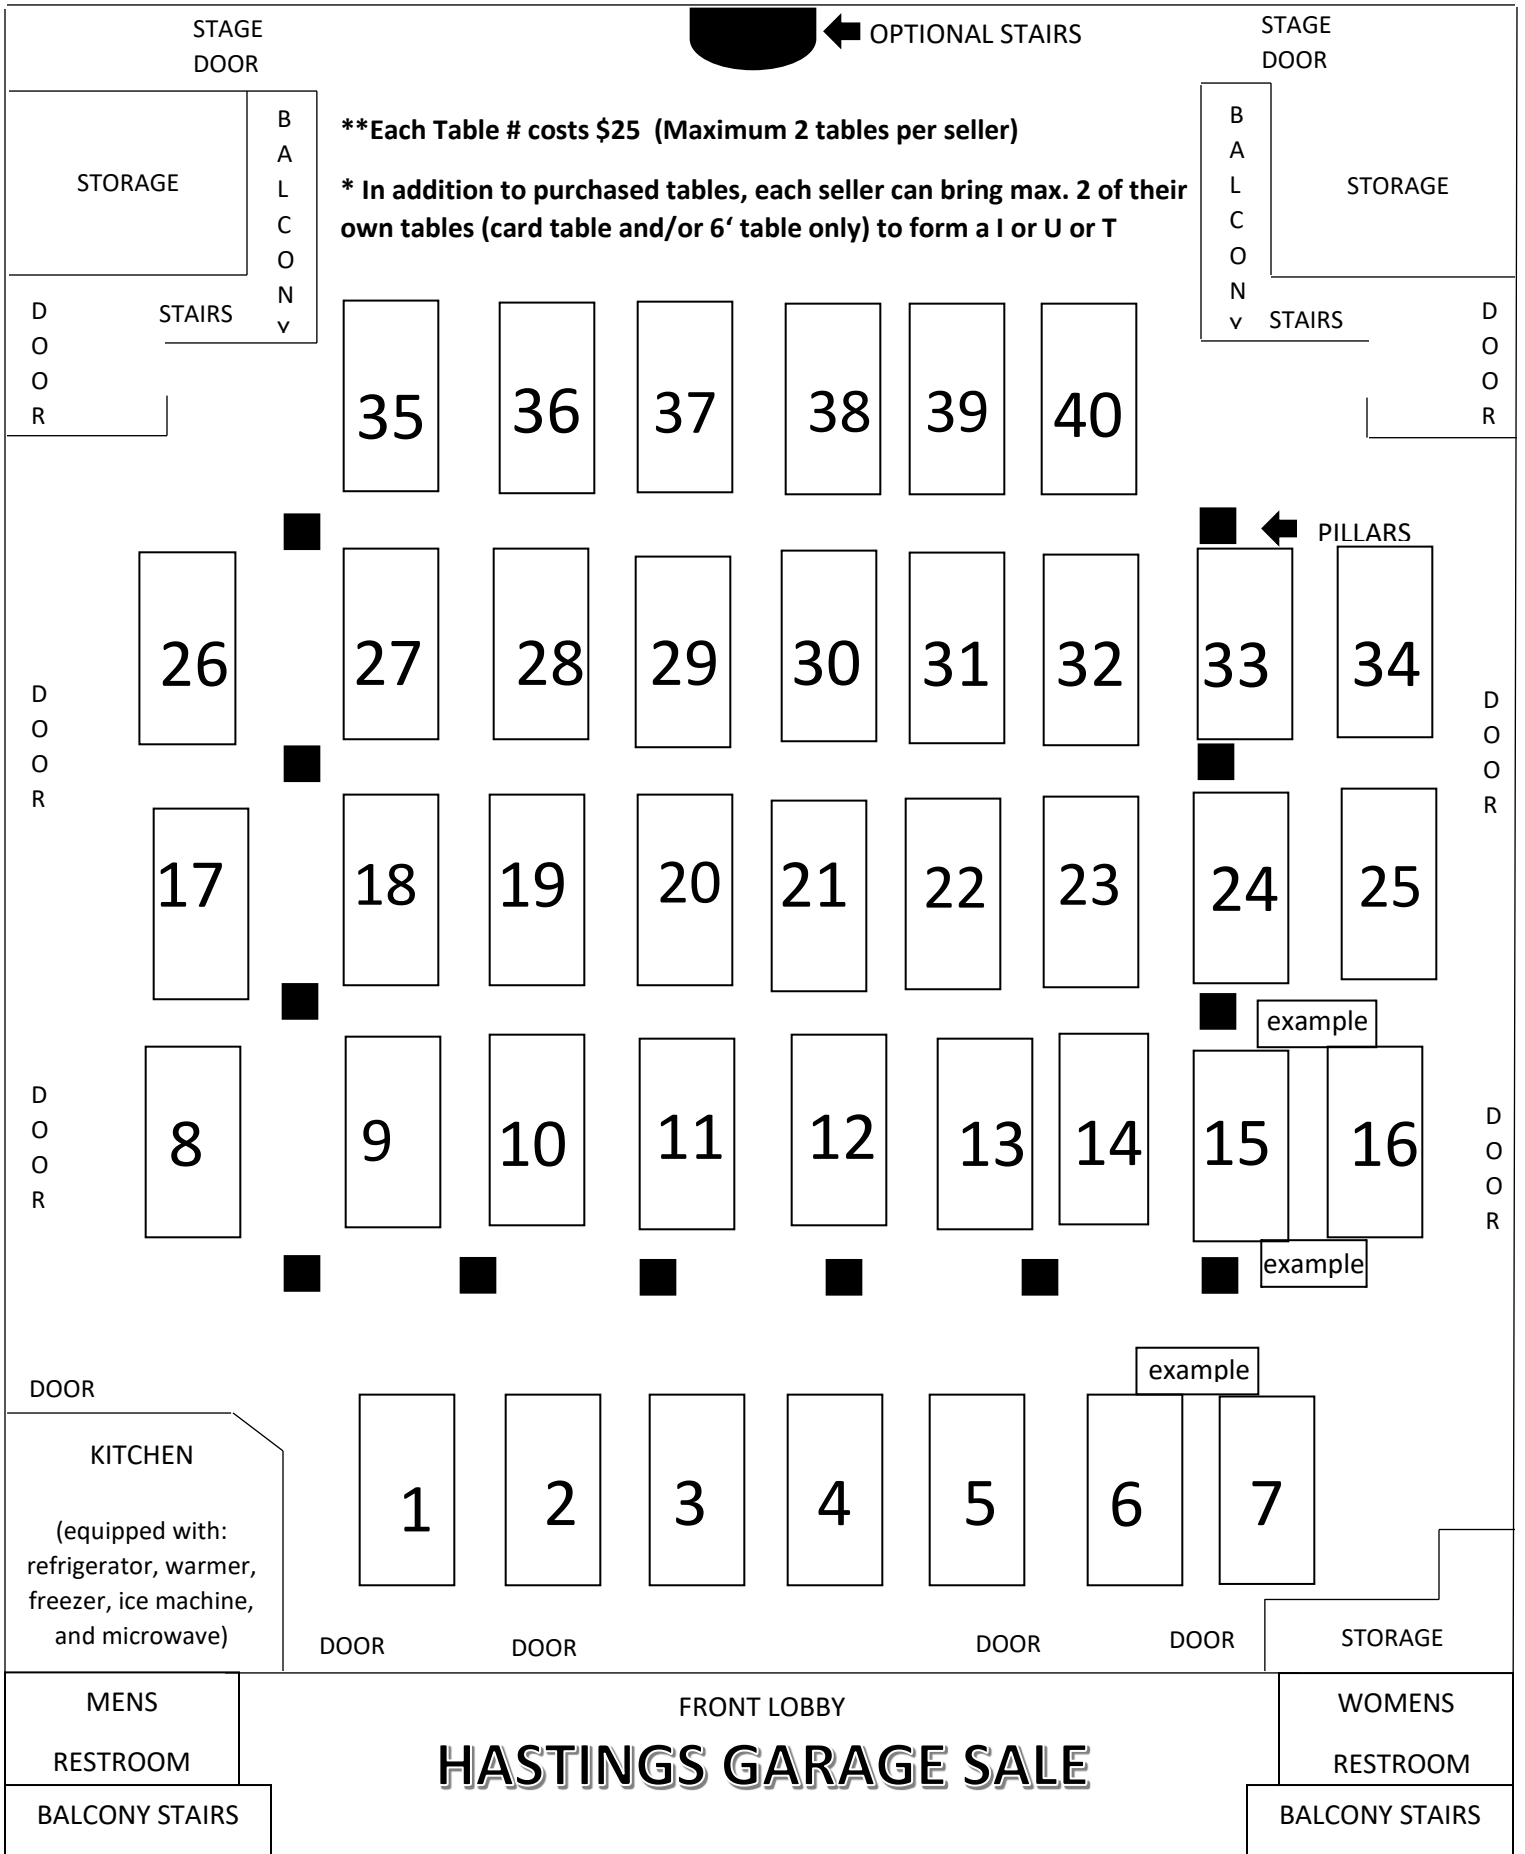 STAGE
DOOR
OPTIONAL STAIRS
STAGE
DOOR
BALCONY
**Each Table # costs $25  (Maximum 2 tables per seller)
BALCONY
STORAGE
* In addition to purchased tables, each seller can bring max. 2 of their
own tables (card table and/or 6‘ table only) to form a I or U or T
STORAGE
DOOR
STAIRS
STAIRS
DOOR
35 36 37 38 39 40
PILLARS
26 27 28 29 30 31 32 33 34
DOOR
DOOR
17 18 19 20 21 22 23 24 25
example
DOOR
8 9 10 11 12 13 14 15 16
DOOR
example
example
DOOR
KITCHEN
1 2 3 4 5 6 7
(equipped with:
refrigerator, warmer,
freezer, ice machine,
and microwave)
DOOR
DOOR
DOOR
DOOR
STORAGE
MENS
RESTROOM
FRONT LOBBY
WOMENS
RESTROOM
HASTINGS GARAGE SALE
BALCONY STAIRS
BALCONY STAIRS